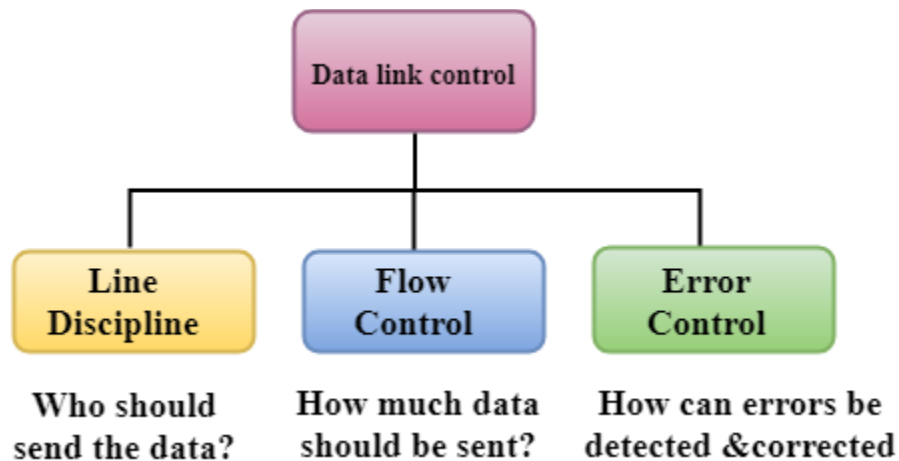 Data link control
Line
Discipline
Flow
Control
Error
Control
Who should
send the data?
How much data
should be sent?
How can errors be
detected &corrected